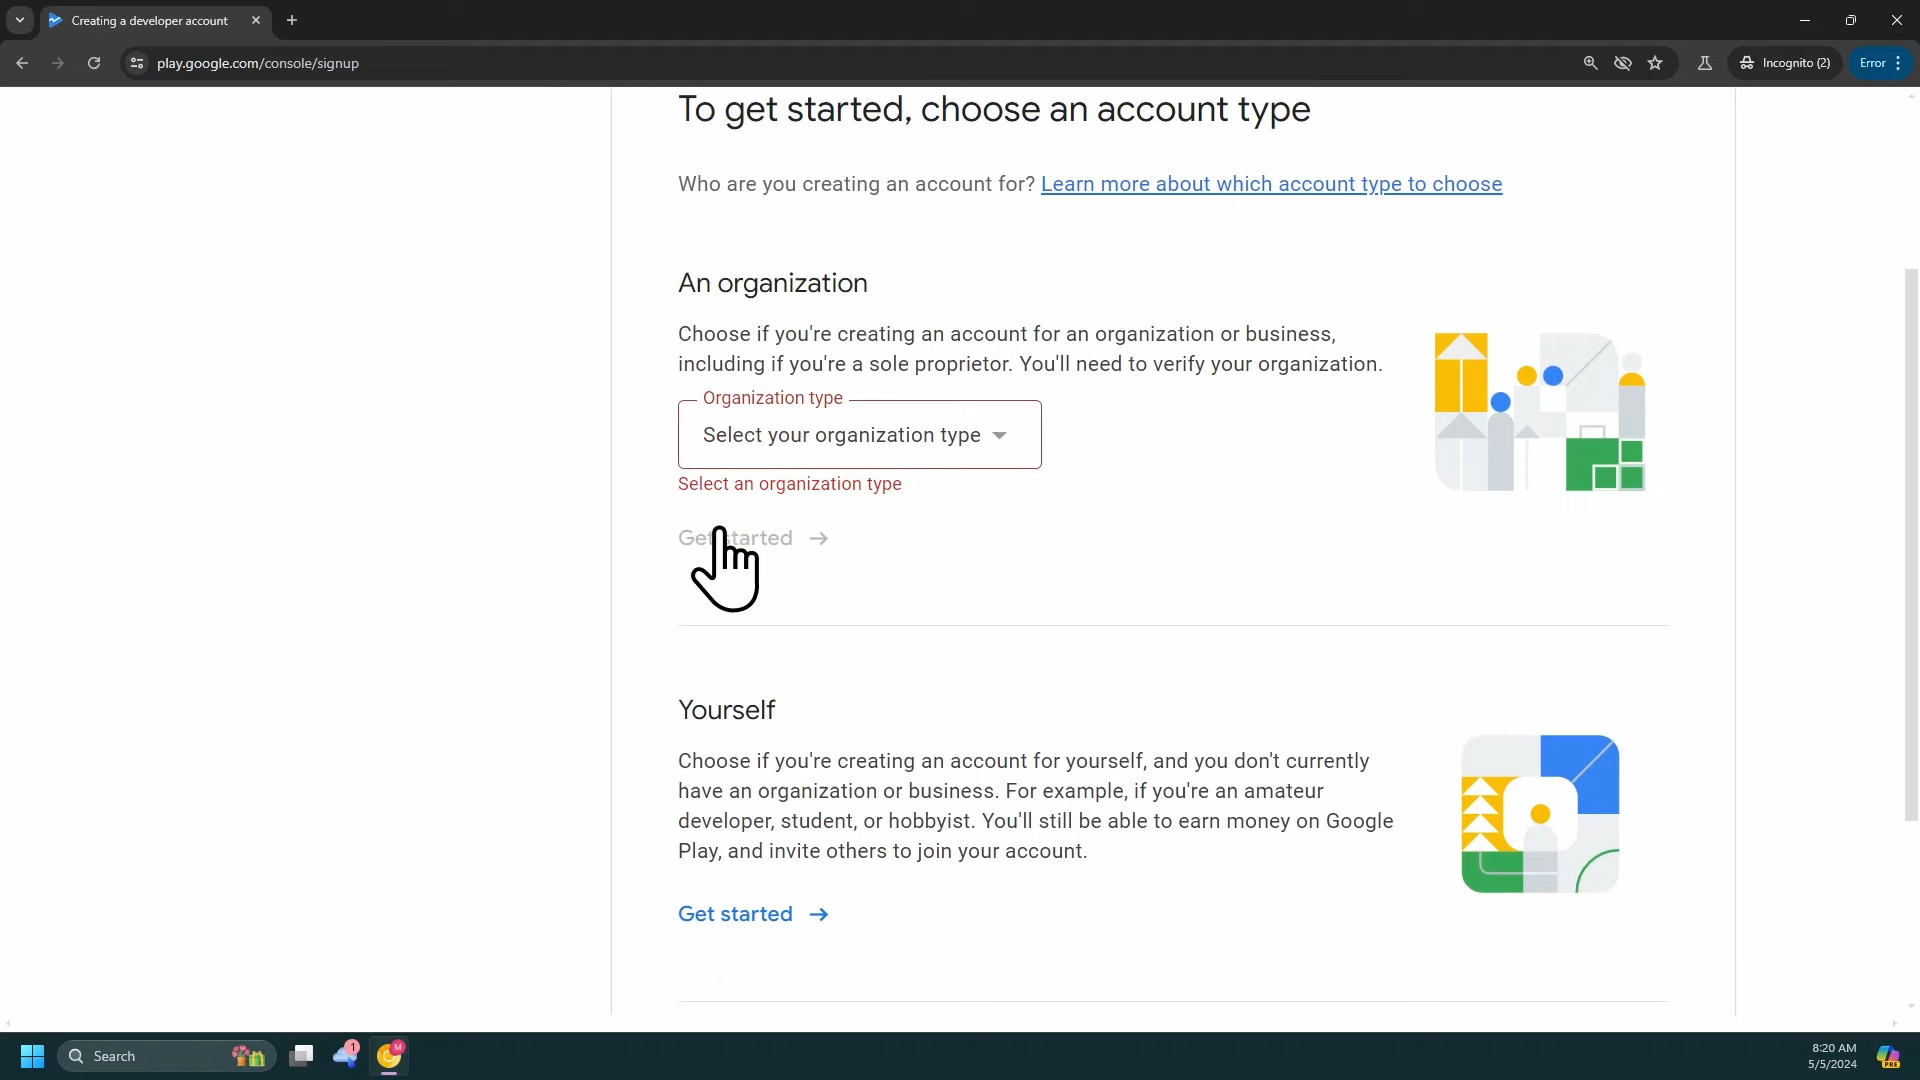 Creating a developer account
play.google.com/console/signup
Incognito (2)
Error
To get started, choose an account type
Who are you creating an account for? Learn more about which account type to choose
An organization
Choose if you're creating an account for an organization or business,
including if you're a sole proprietor. You'll need to verify your organization.
Organization type
Select your organization type
Select an organization type
Get started
Yourself
Choose if you're creating an account for yourself, and you don't currently
have an organization or business. For example, if you're an amateur
developer, student, or hobbyist. You'll still be able to earn money on Google
Play, and invite others to join your account.
Get started
Search
1
M
8:20 AM
5/5/2024
PRE